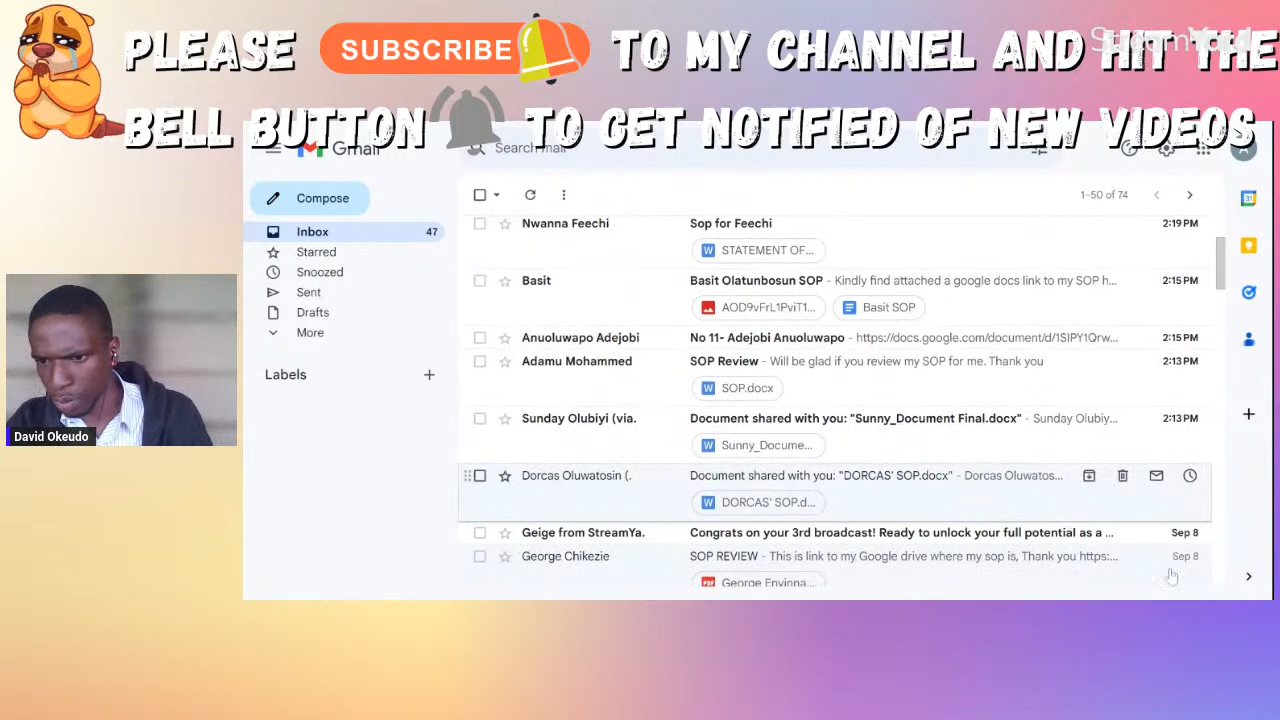 PLEASE SUBSCRIBE TO MY CHANNEL AND HIT THE
BELL BUTTON TO GET NOTIFIED OF NEW VIDEOS
StreamYard
Gmail
Search mail
Compose
Inbox 47
Starred
Snoozed
Sent
Drafts
More
Labels
1-50 of 74
Nwanna Feechi Sop for Feechi 2:19 PM
STATEMENT OF...
Basit Basit Olatunbosun SOP - Kindly find attached a google docs link to my SOP h... 2:15 PM
AOD9vFrL1PviT1... Basit SOP
Anuoluwapo Adejobi No 11- Adejobi Anuoluwapo - https://docs.google.com/document/d/1SIPY1Qrw... 2:15 PM
Adamu Mohammed SOP Review - Will be glad if you review my SOP for me. Thank you 2:13 PM
SOP.docx
Sunday Olubiyi (via. Document shared with you: "Sunny_Document Final.docx" - Sunday Olubiy... 2:13 PM
Sunny_Docume...
Dorcas Oluwatosin (. Document shared with you: "DORCAS' SOP.docx" - Dorcas Oluwatos...
DORCAS' SOP.d...
Geige from StreamYa. Congrats on your 3rd broadcast! Ready to unlock your full potential as a ... Sep 8
George Chikezie SOP REVIEW - This is link to my Google drive where my sop is, Thank you https:... Sep 8
George Envinna...
David Okeudo